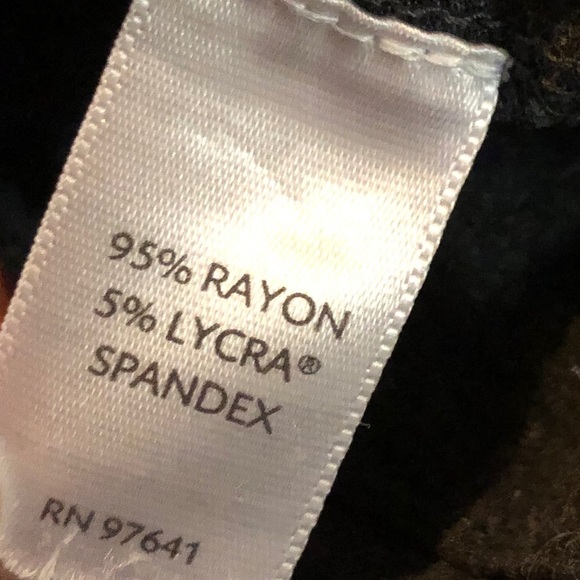 95% RAYON
5% LYCRA®
SPANDEX
RN 97641